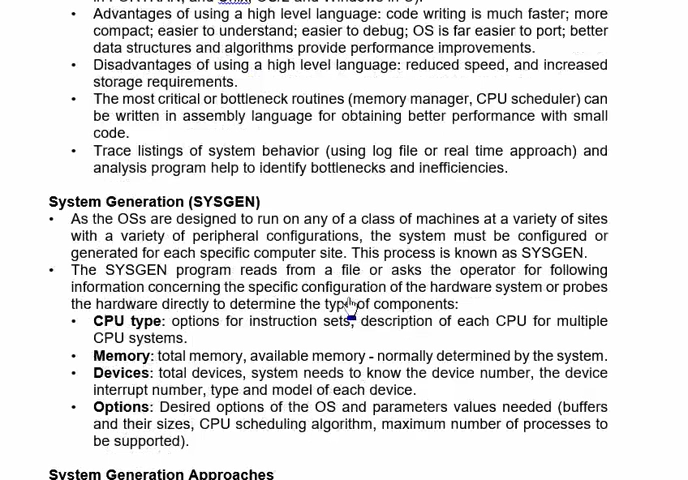 • Advantages of using a high level language: code writing is much faster; more
compact; easier to understand; easier to debug; OS is far easier to port; better
data structures and algorithms provide performance improvements.
• Disadvantages of using a high level language: reduced speed, and increased
storage requirements.
• The most critical or bottleneck routines (memory manager, CPU scheduler) can
be written in assembly language for obtaining better performance with small
code.
• Trace listings of system behavior (using log file or real time approach) and
analysis program help to identify bottlenecks and inefficiencies.
System Generation (SYSGEN)
• As the OSs are designed to run on any of a class of machines at a variety of sites
with a variety of peripheral configurations, the system must be configured or
generated for each specific computer site. This process is known as SYSGEN.
• The SYSGEN program reads from a file or asks the operator for following
information concerning the specific configuration of the hardware system or probes
the hardware directly to determine the type of components:
• CPU type: options for instruction sets, description of each CPU for multiple
CPU systems.
• Memory: total memory, available memory - normally determined by the system.
• Devices: total devices, system needs to know the device number, the device
interrupt number, type and model of each device.
• Options: Desired options of the OS and parameters values needed (buffers
and their sizes, CPU scheduling algorithm, maximum number of processes to
be supported).
System Generation Approaches